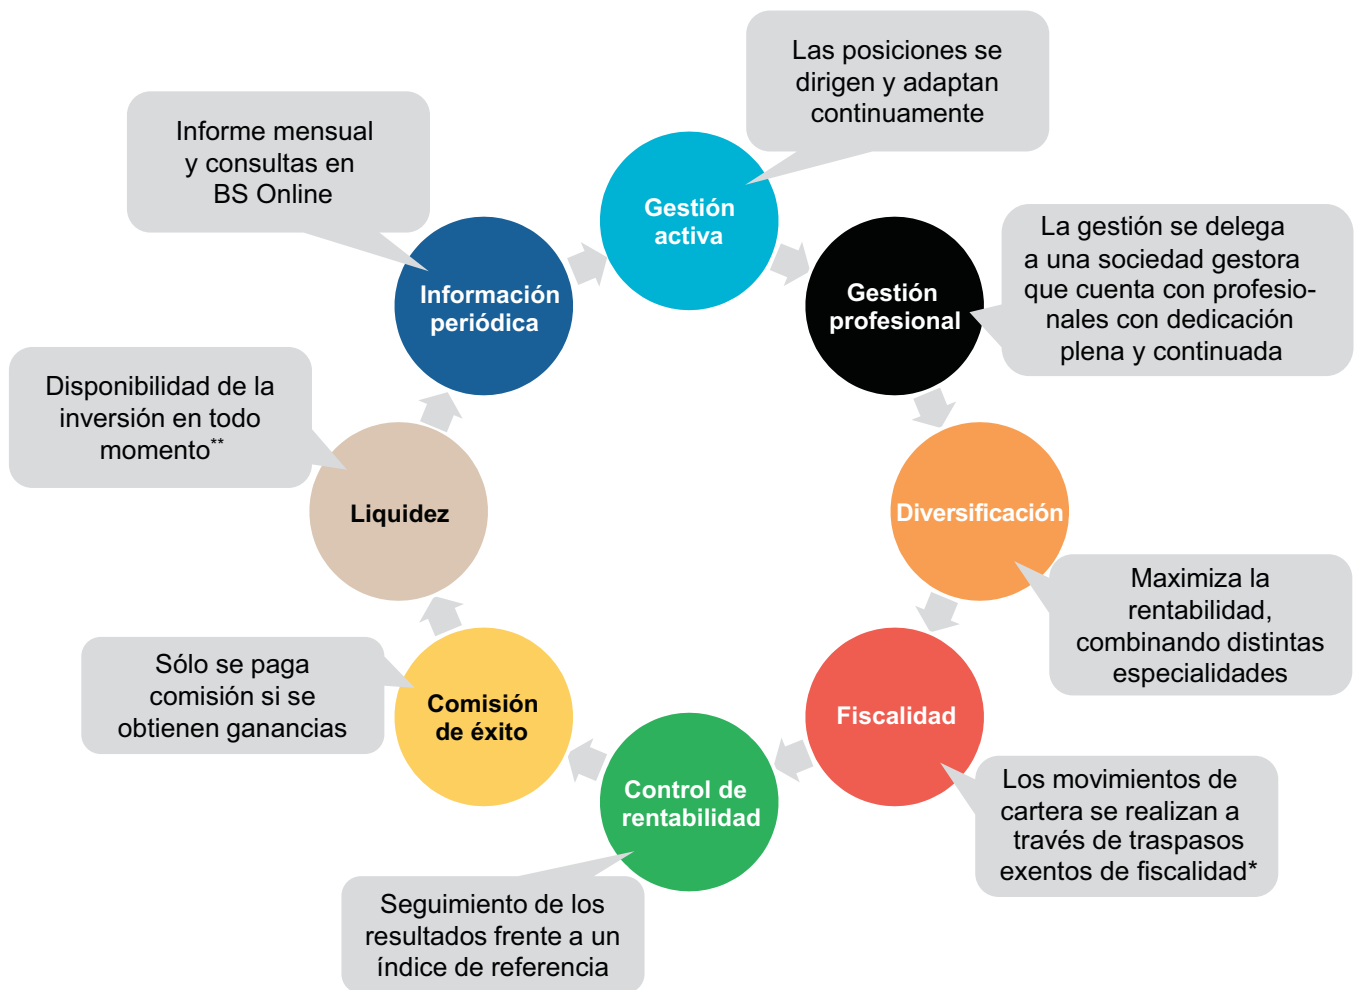 Las posiciones se
dirigen y adaptan
continuamente
Informe mensual
y consultas en
BS Online
Gestión
activa
La gestión se delega
a una sociedad gestora
que cuenta con profesio-
nales con dedicación
plena y continuada
Información
periódica
Gestión
profesional
Disponibilidad de la
inversión en todo
momento**
Liquidez
Diversificación
Maximiza la
rentabilidad,
combinando distintas
especialidades
Sólo se paga
comisión si se
obtienen ganancias
Comisión
de éxito
Fiscalidad
Control de
rentabilidad
Los movimientos de
cartera se realizan a
través de traspasos
exentos de fiscalidad*
Seguimiento de los
resultados frente a un
índice de referencia